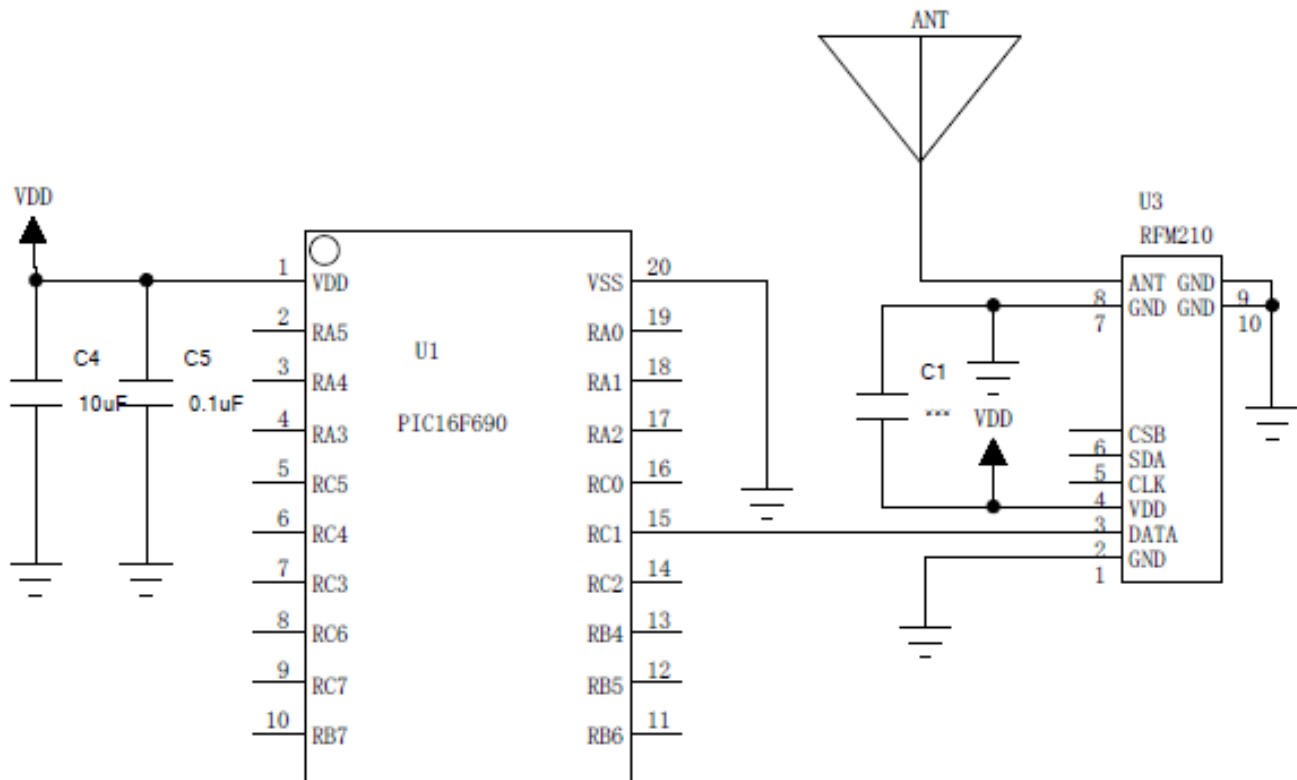 ANT
VDD
U3
RFM210
1 VDD VSS 20
2 RA5 RA0 19
3 RA4 RA1 18
4 RA3 RA2 17
5 RC5 RC0 16
6 RC4 RC1 15
7 RC3 RC2 14
8 RC6 RB4 13
9 RC7 RB5 12
10 RB7 RB6 11
U1
PIC16F690
C4
10uF
C5
0.1uF
C1
***
VDD
ANT GND
8 GND GND 9
7 10
CSB
6 SDA
5 CLK
4 VDD
3 DATA
2 GND
1